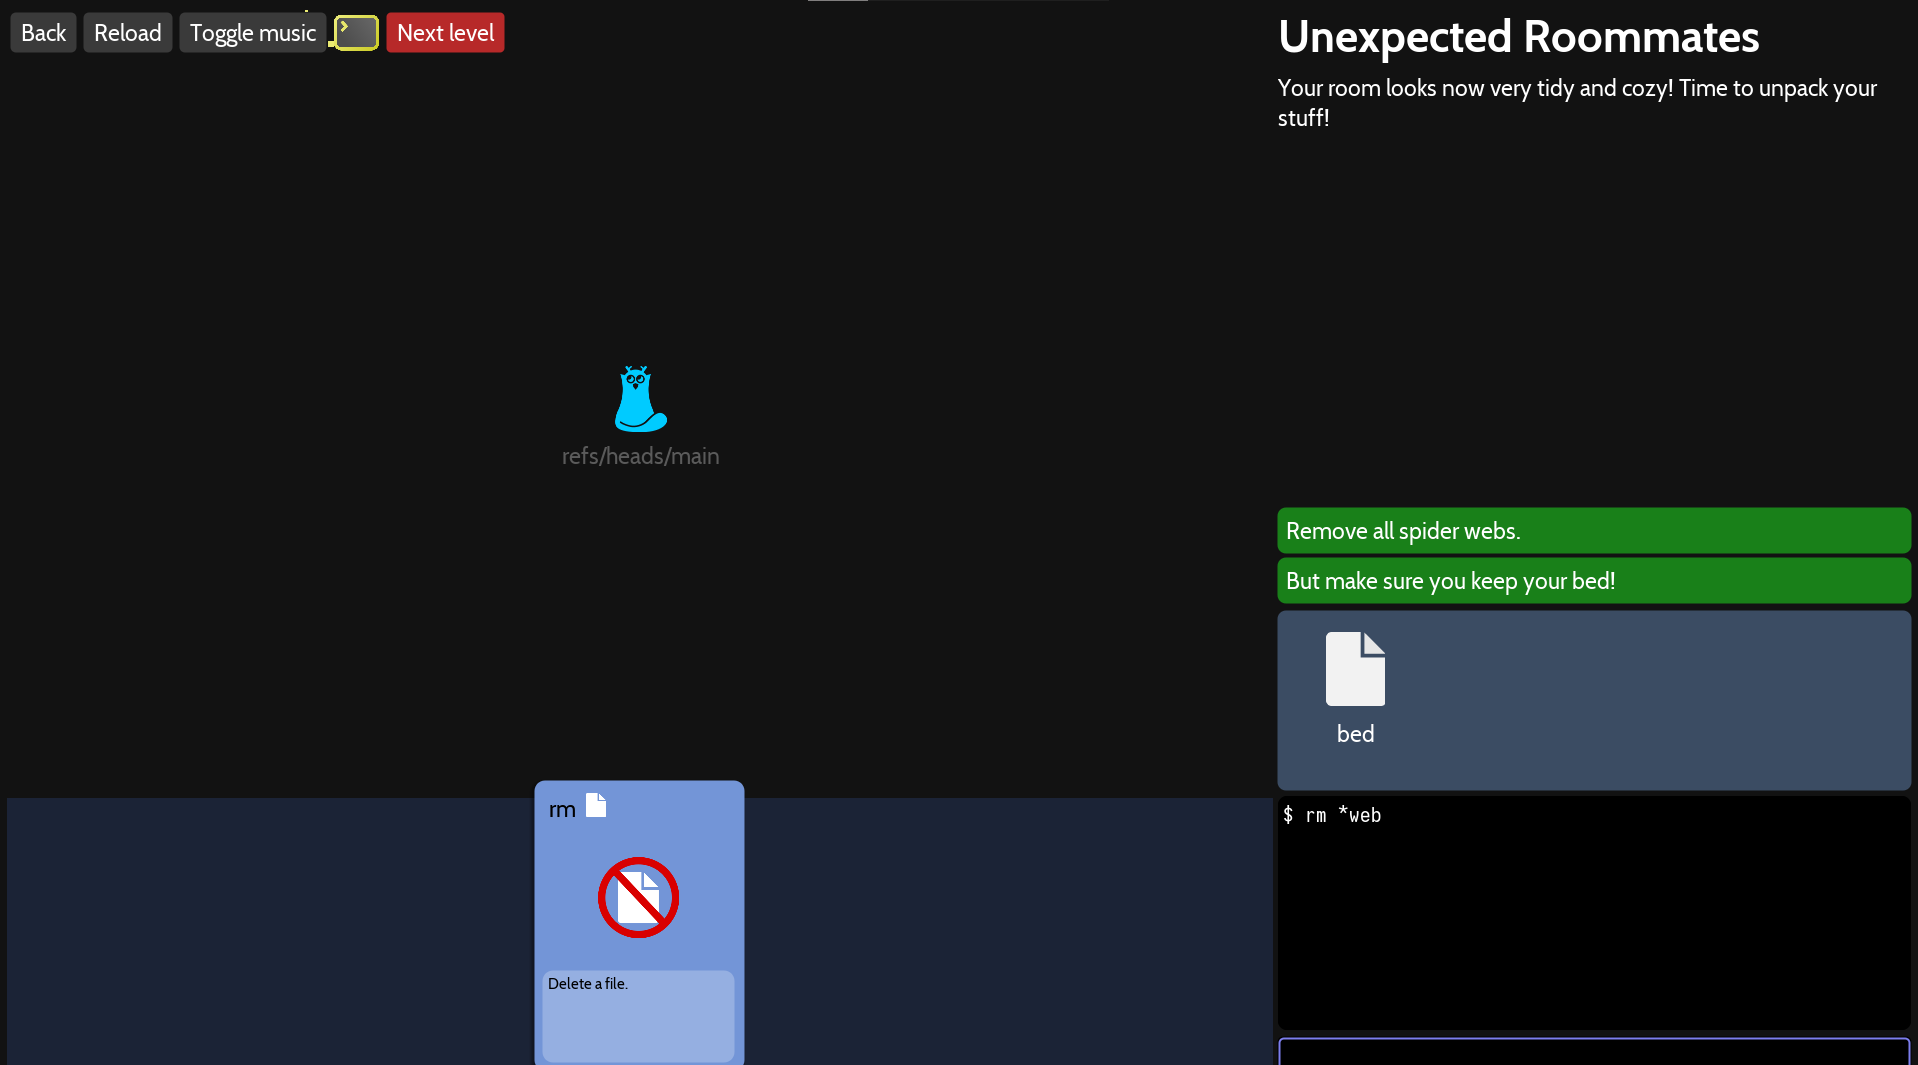 Back Reload Toggle music Next level
Unexpected Roommates
Your room looks now very tidy and cozy! Time to unpack your
stuff!
refs/heads/main
Remove all spider webs.
But make sure you keep your bed!
bed
rm
Delete a file.
$ rm *web